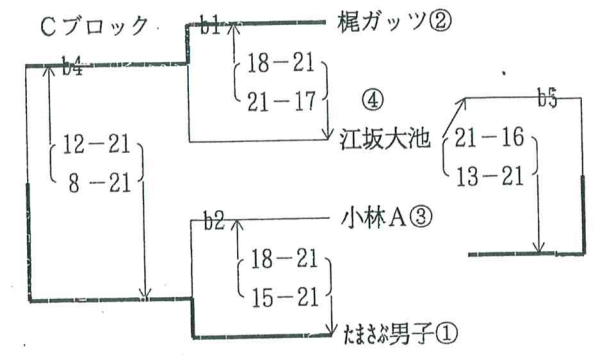 Cブロック
b1
梶ガッツ②
b4
18-21
21-17
④
江坂大池
b5
12-21
8-21
21-16
13-21
b2
小林A③
18-21
15-21
たまさぶ男子①